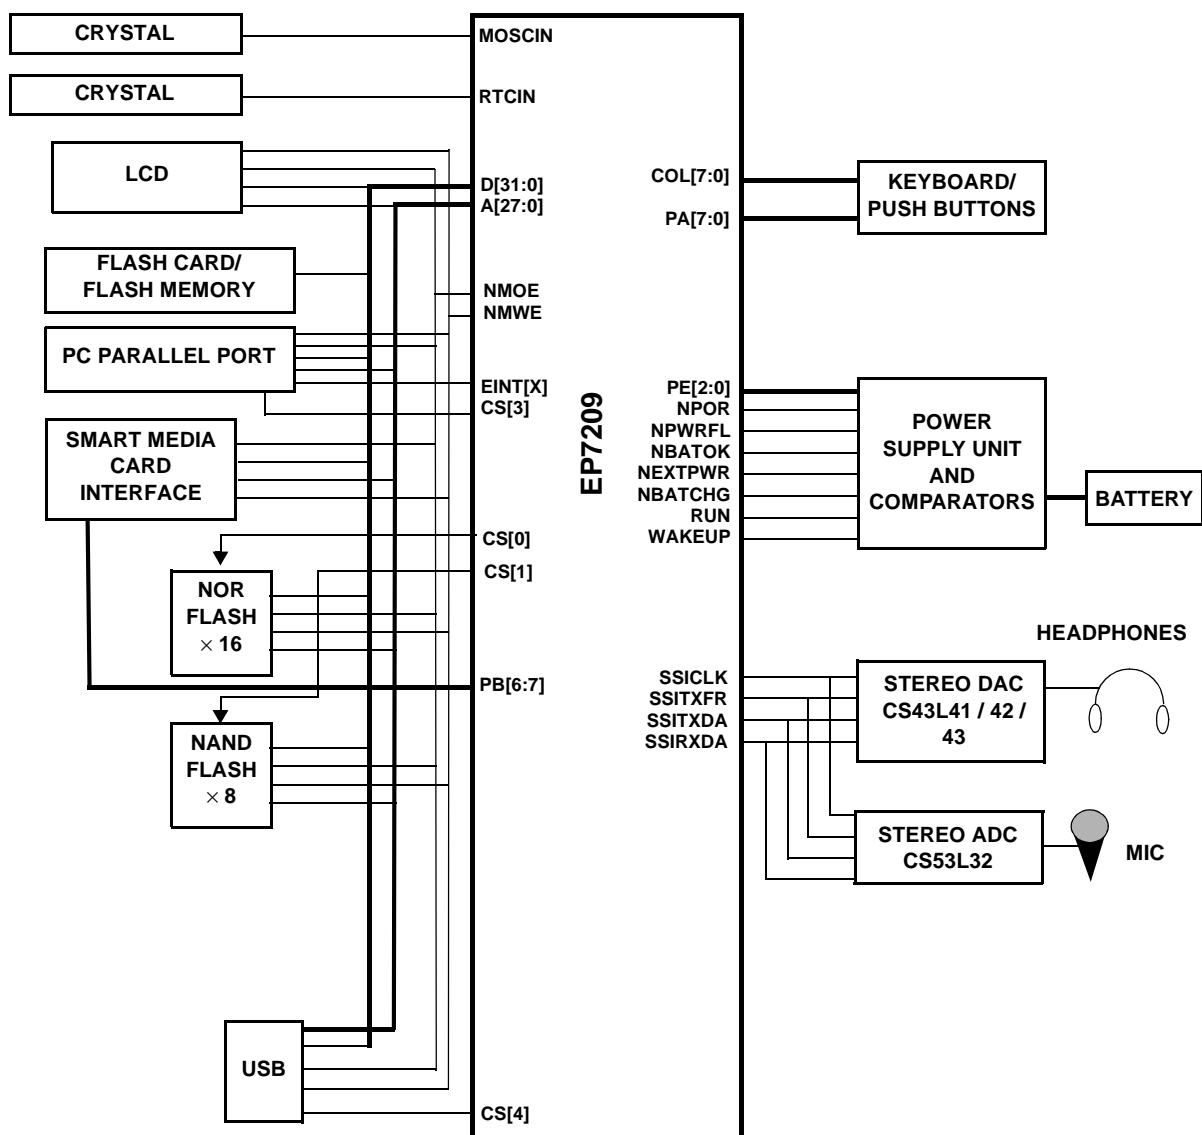 CRYSTAL
MOSCIN
CRYSTAL
RTCIN
LCD
D[31:0]
A[27:0]
FLASH CARD/
FLASH MEMORY
NMOE
NMWE
PC PARALLEL PORT
EINT[X]
CS[3]
SMART MEDIA
CARD
INTERFACE
CS[0]
CS[1]
NOR
FLASH
× 16
PB[6:7]
NAND
FLASH
× 8
USB
CS[4]
EP7209
COL[7:0]
PA[7:0]
KEYBOARD/
PUSH BUTTONS
PE[2:0]
NPOR
NPWRFL
NBATOK
NEXTPWR
NBATCHG
RUN
WAKEUP
POWER
SUPPLY UNIT
AND
COMPARATORS
BATTERY
HEADPHONES
SSICLK
SSITXFR
SSITXDA
SSIRXDA
STEREO DAC
CS43L41 / 42 /
43
STEREO ADC
CS53L32
MIC